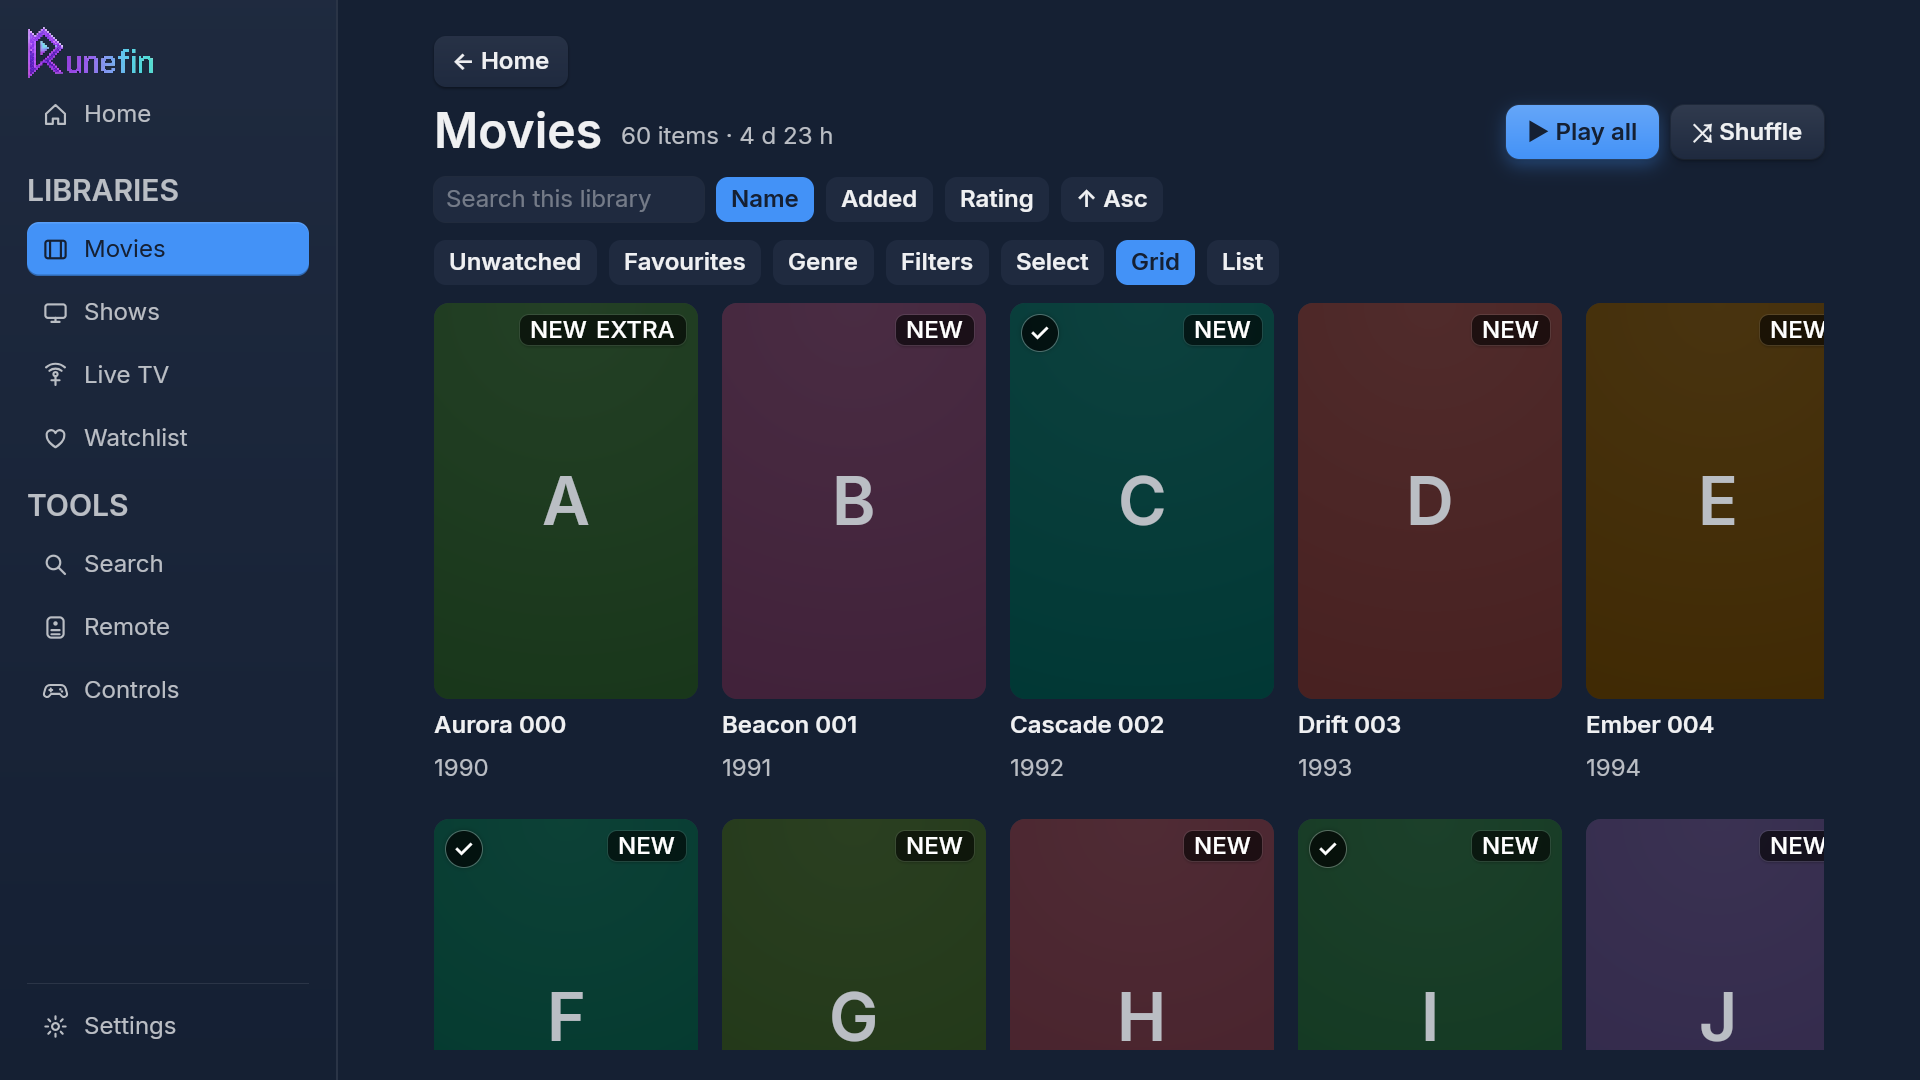 Runefin
Home
LIBRARIES
Movies
Shows
Live TV
Watchlist
TOOLS
Search
Remote
Controls
Settings
← Home
Movies 60 items · 4 d 23 h
▶ Play all
Shuffle
Search this library Name Added Rating ↑ Asc
Unwatched Favourites Genre Filters Select Grid List
NEW EXTRA NEW NEW NEW NEW
A B C D E
Aurora 000 Beacon 001 Cascade 002 Drift 003 Ember 004
1990 1991 1992 1993 1994
NEW NEW NEW NEW NEW
F G H I J